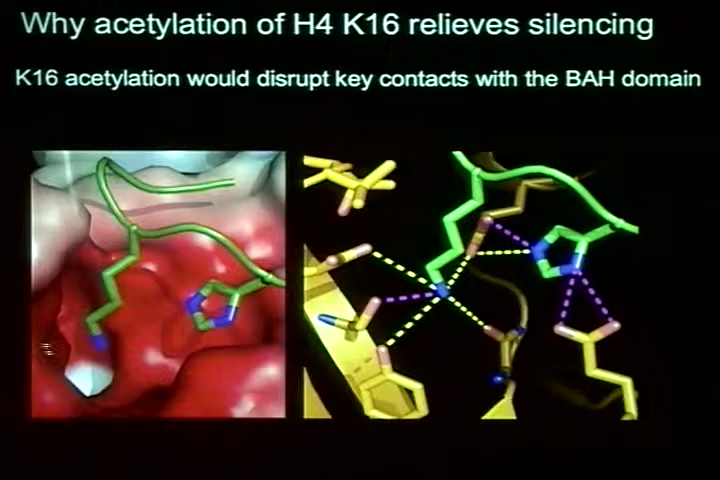 Why acetylation of H4 K16 relieves silencing
K16 acetylation would disrupt key contacts with the BAH domain